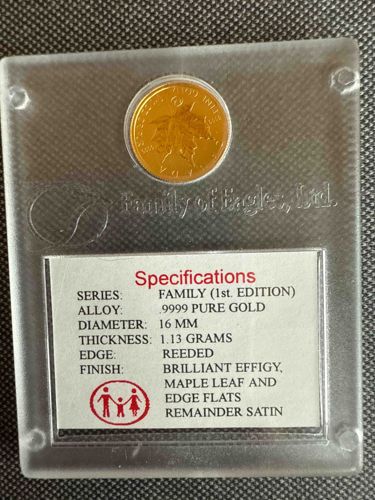 Family of Eagles, Ltd.
Specifications
SERIES: FAMILY (1st. EDITION)
ALLOY: .9999 PURE GOLD
DIAMETER: 16 MM
THICKNESS: 1.13 GRAMS
EDGE: REEDED
FINISH: BRILLIANT EFFIGY,
MAPLE LEAF AND
EDGE FLATS
REMAINDER SATIN